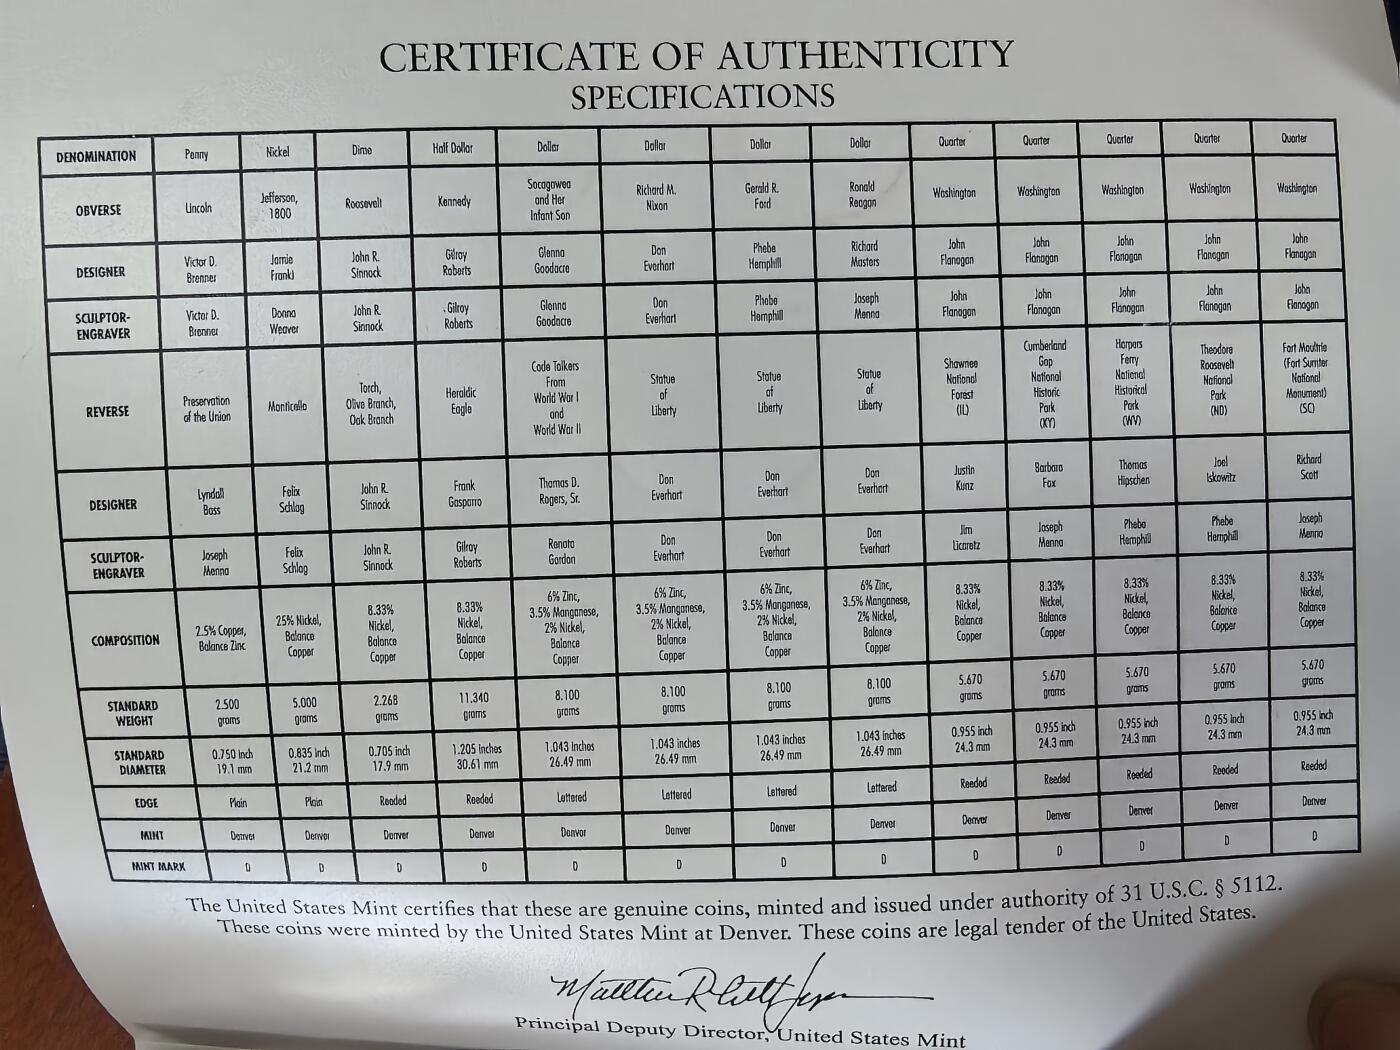 CERTIFICATE OF AUTHENTICITY
SPECIFICATIONS
DENOMINATION Penny Nickel Dime Half Dollar Dollar Dollar Dollar Dollar Quarter Quarter Quarter Quarter Quarter
OBVERSE Lincoln Jefferson, 1800 Roosevelt Kennedy Sacagawea and Her Infant Son Richard M. Nixon Gerald R. Ford Ronald Reagan Washington Washington Washington Washington Washington
DESIGNER Victor D. Brenner Jamie Franki John R. Sinnock Gilroy Roberts Glenna Goodacre Don Everhart Phebe Hemphill Richard Masters John Flanagan John Flanagan John Flanagan John Flanagan John Flanagan
SCULPTOR-ENGRAVER Victor D. Brenner Donna Weaver John R. Sinnock Gilroy Roberts Glenna Goodacre Don Everhart Phebe Hemphill Joseph Menna John Flanagan John Flanagan John Flanagan John Flanagan John Flanagan
REVERSE Preservation of the Union Monticello Torch, Olive Branch, Oak Branch Heraldic Eagle Code Talkers From World War I and World War II Statue of Liberty Statue of Liberty Statue of Liberty Shawnee National Forest (IL) Cumberland Gap National Historic Park (KY) Harpers Ferry National Historical Park (WV) Theodore Roosevelt National Park (ND) Fort Moultrie (Fort Sumter National Monument) (SC)
DESIGNER Lyndall Bass Felix Schlag John R. Sinnock Frank Gasparro Thomas D. Rogers, Sr. Don Everhart Don Everhart Don Everhart Justin Kunz Barbara Fox Thomas Hipschen Joel Iskowitz Richard Scott
SCULPTOR-ENGRAVER Joseph Menna Felix Schlag John R. Sinnock Gilroy Roberts Renata Gordon Don Everhart Don Everhart Don Everhart Jim Licaretz Joseph Menna Phebe Hemphill Phebe Hemphill Joseph Menna
COMPOSITION 2.5% Copper, Balance Zinc 25% Nickel, Balance Copper 8.33% Nickel, Balance Copper 8.33% Nickel, Balance Copper 6% Zinc, 3.5% Manganese, 2% Nickel, Balance Copper 6% Zinc, 3.5% Manganese, 2% Nickel, Balance Copper 6% Zinc, 3.5% Manganese, 2% Nickel, Balance Copper 6% Zinc, 3.5% Manganese, 2% Nickel, Balance Copper 8.33% Nickel, Balance Copper 8.33% Nickel, Balance Copper 8.33% Nickel, Balance Copper 8.33% Nickel, Balance Copper 8.33% Nickel, Balance Copper
STANDARD WEIGHT 2.500 grams 5.000 grams 2.268 grams 11.340 grams 8.100 grams 8.100 grams 8.100 grams 8.100 grams 5.670 grams 5.670 grams 5.670 grams 5.670 grams 5.670 grams
STANDARD DIAMETER 0.750 inch 19.1 mm 0.835 inch 21.2 mm 0.705 inch 17.9 mm 1.205 inches 30.61 mm 1.043 inches 26.49 mm 1.043 inches 26.49 mm 1.043 inches 26.49 mm 1.043 inches 26.49 mm 0.955 inch 24.3 mm 0.955 inch 24.3 mm 0.955 inch 24.3 mm 0.955 inch 24.3 mm 0.955 inch 24.3 mm
EDGE Plain Plain Reeded Reeded Lettered Lettered Lettered Lettered Reeded Reeded Reeded Reeded Reeded
MINT Denver Denver Denver Denver Denver Denver Denver Denver Denver Denver Denver Denver Denver
MINT MARK D D D D D D D D D D D D D
The United States Mint certifies that these are genuine coins, minted and issued under authority of 31 U.S.C. § 5112.
These coins were minted by the United States Mint at Denver. These coins are legal tender of the United States.
Principal Deputy Director, United States Mint